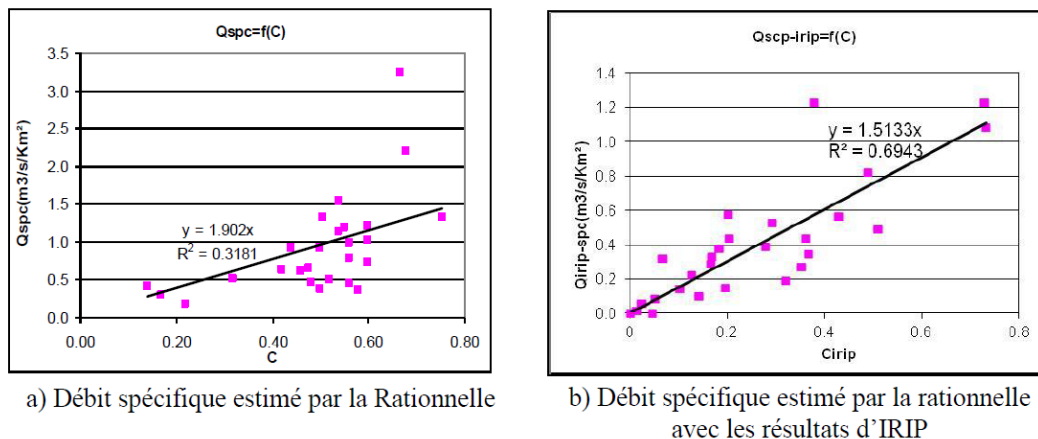 Qspc=f(C)
Qspc(m3/s/Km²)
3.5
3.0
2.5
2.0
1.5
1.0
0.5
0.0
y = 1.902x
R² = 0.3181
0.00 0.20 0.40 0.60 0.80
C
a) Débit spécifique estimé par la Rationnelle
Qscp-irip=f(C)
Qirip-spc(m3/s/Km²)
1.4
1.2
1.0
0.8
0.6
0.4
0.2
0.0
y = 1.5133x
R² = 0.6943
0 0.2 0.4 0.6 0.8
Cirip
b) Débit spécifique estimé par la rationnelle
avec les résultats d'IRIP